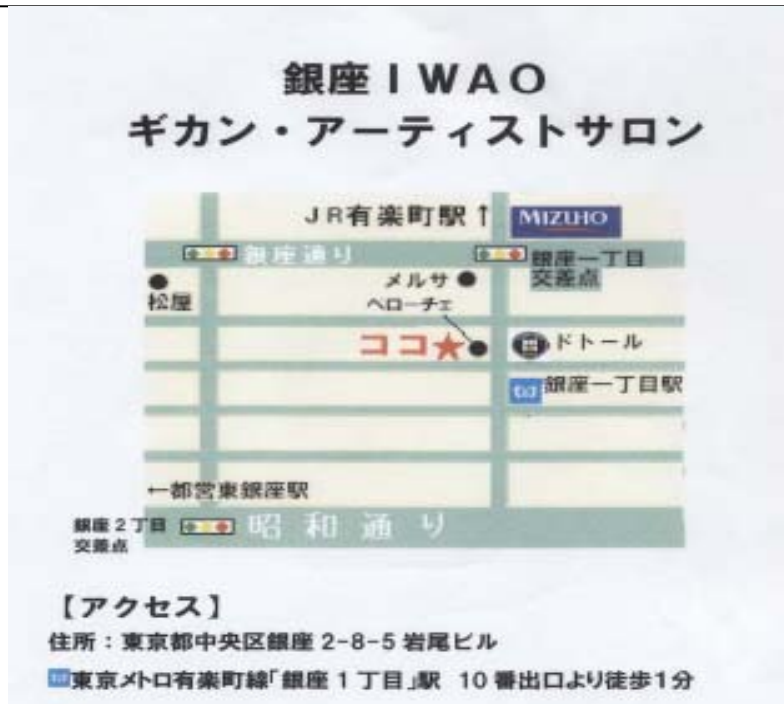 銀座IWAO
ギカン・アーティストサロン
JR有楽町駅↑
MIZUHO
銀座通り
銀座一丁目
交差点
メルサ
松屋
ベローチェ
ココ★
ドトール
銀座一丁目駅
←都営東銀座駅
銀座2丁目
交差点
昭和通り
【アクセス】
住所：東京都中央区銀座2-8-5岩尾ビル
東京メトロ有楽町線「銀座1丁目」駅 10番出口より徒歩1分